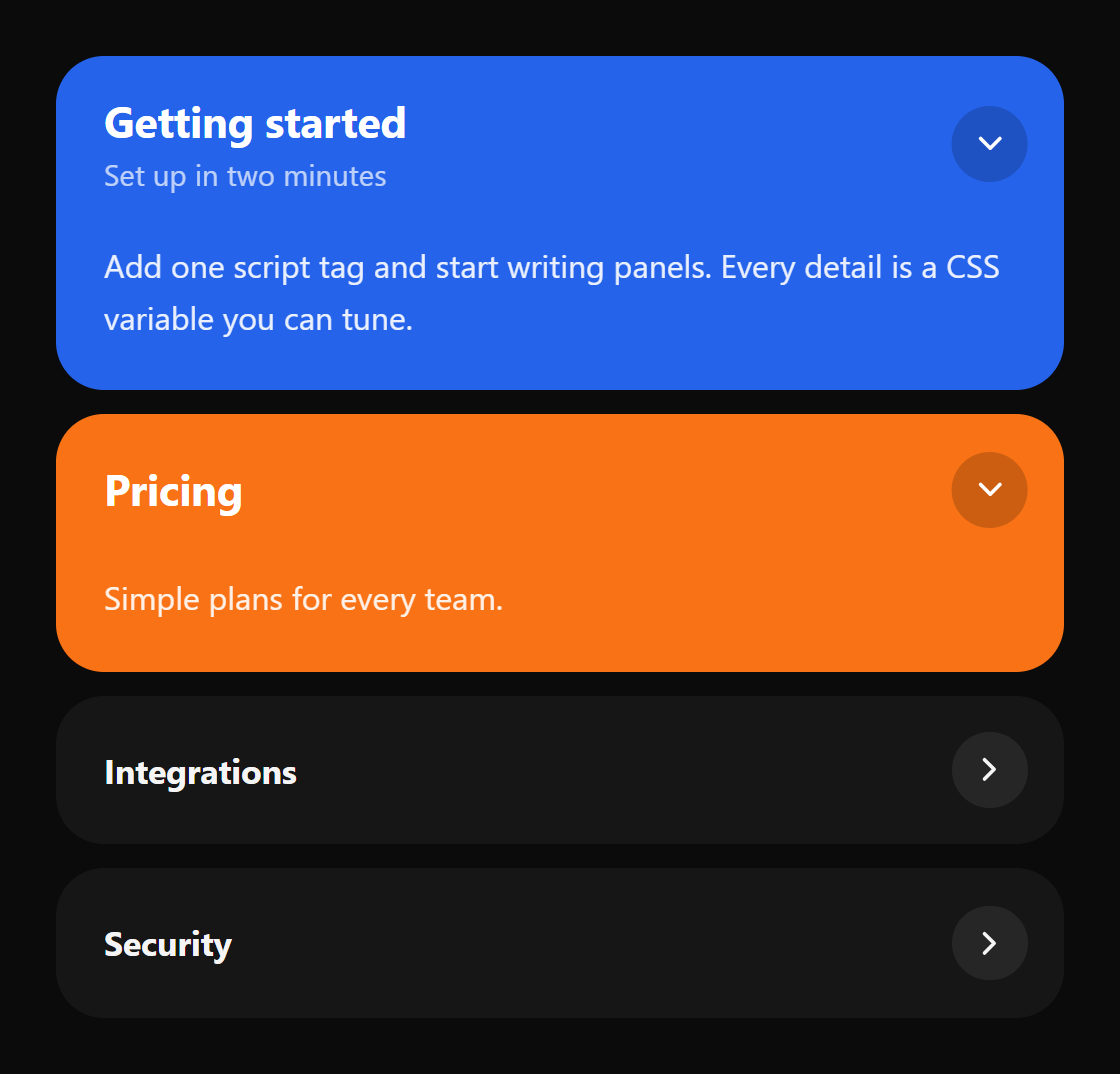 Getting started
Set up in two minutes
Add one script tag and start writing panels. Every detail is a CSS
variable you can tune.
Pricing
Simple plans for every team.
Integrations
Security